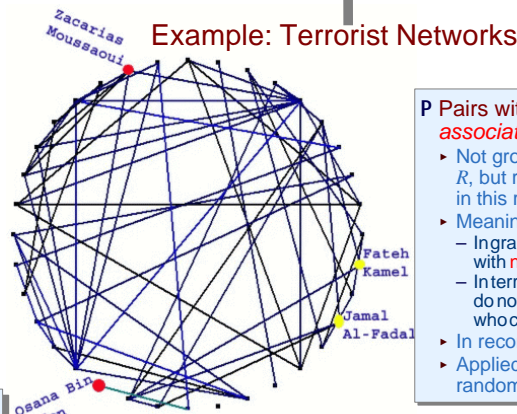 Example: Terrorist Networks
Zacarias
Moussaoui
Fateh
Kamel
Jamal
Al-Fadal
Osana Bin
P Pairs wit
associat
▸ Not gro
R, but r
in this r
▸ Meanin
– Ingra
with
– Intern
do no
who c
▸ In reco
▸ Applied
random